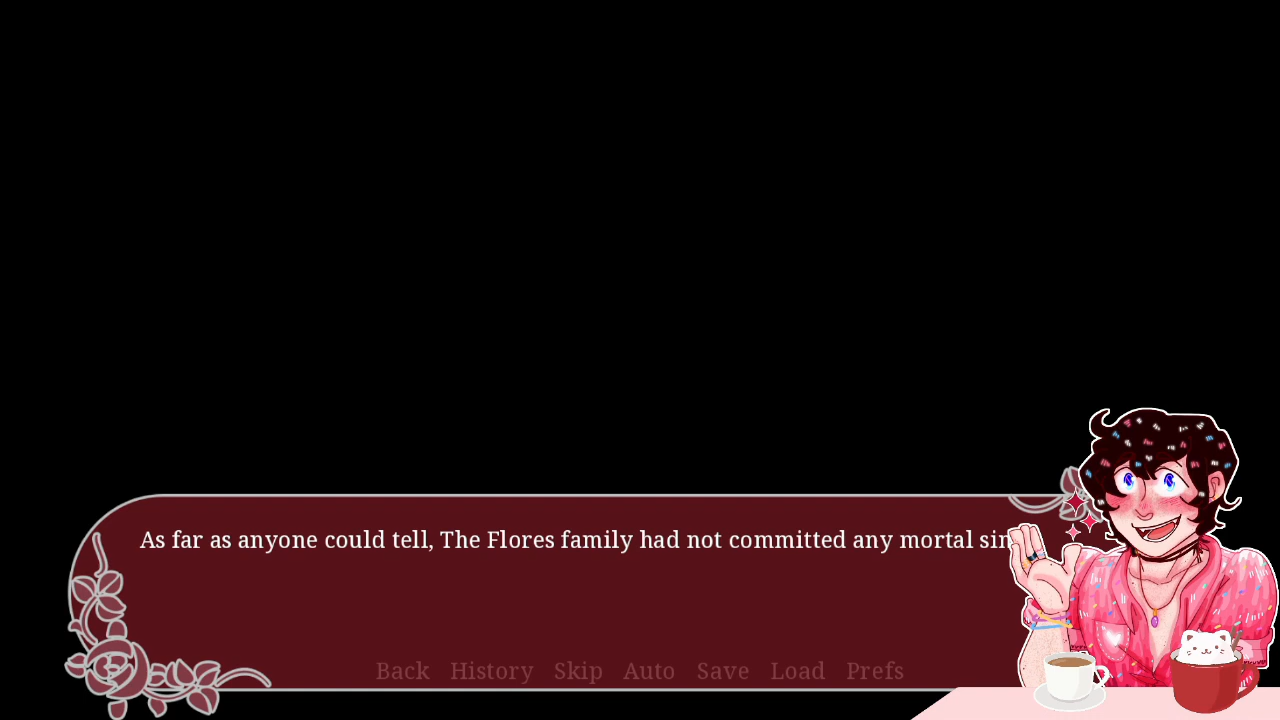 As far as anyone could tell, The Flores family had not committed any mortal sin
Back History Skip Auto Save Load Prefs